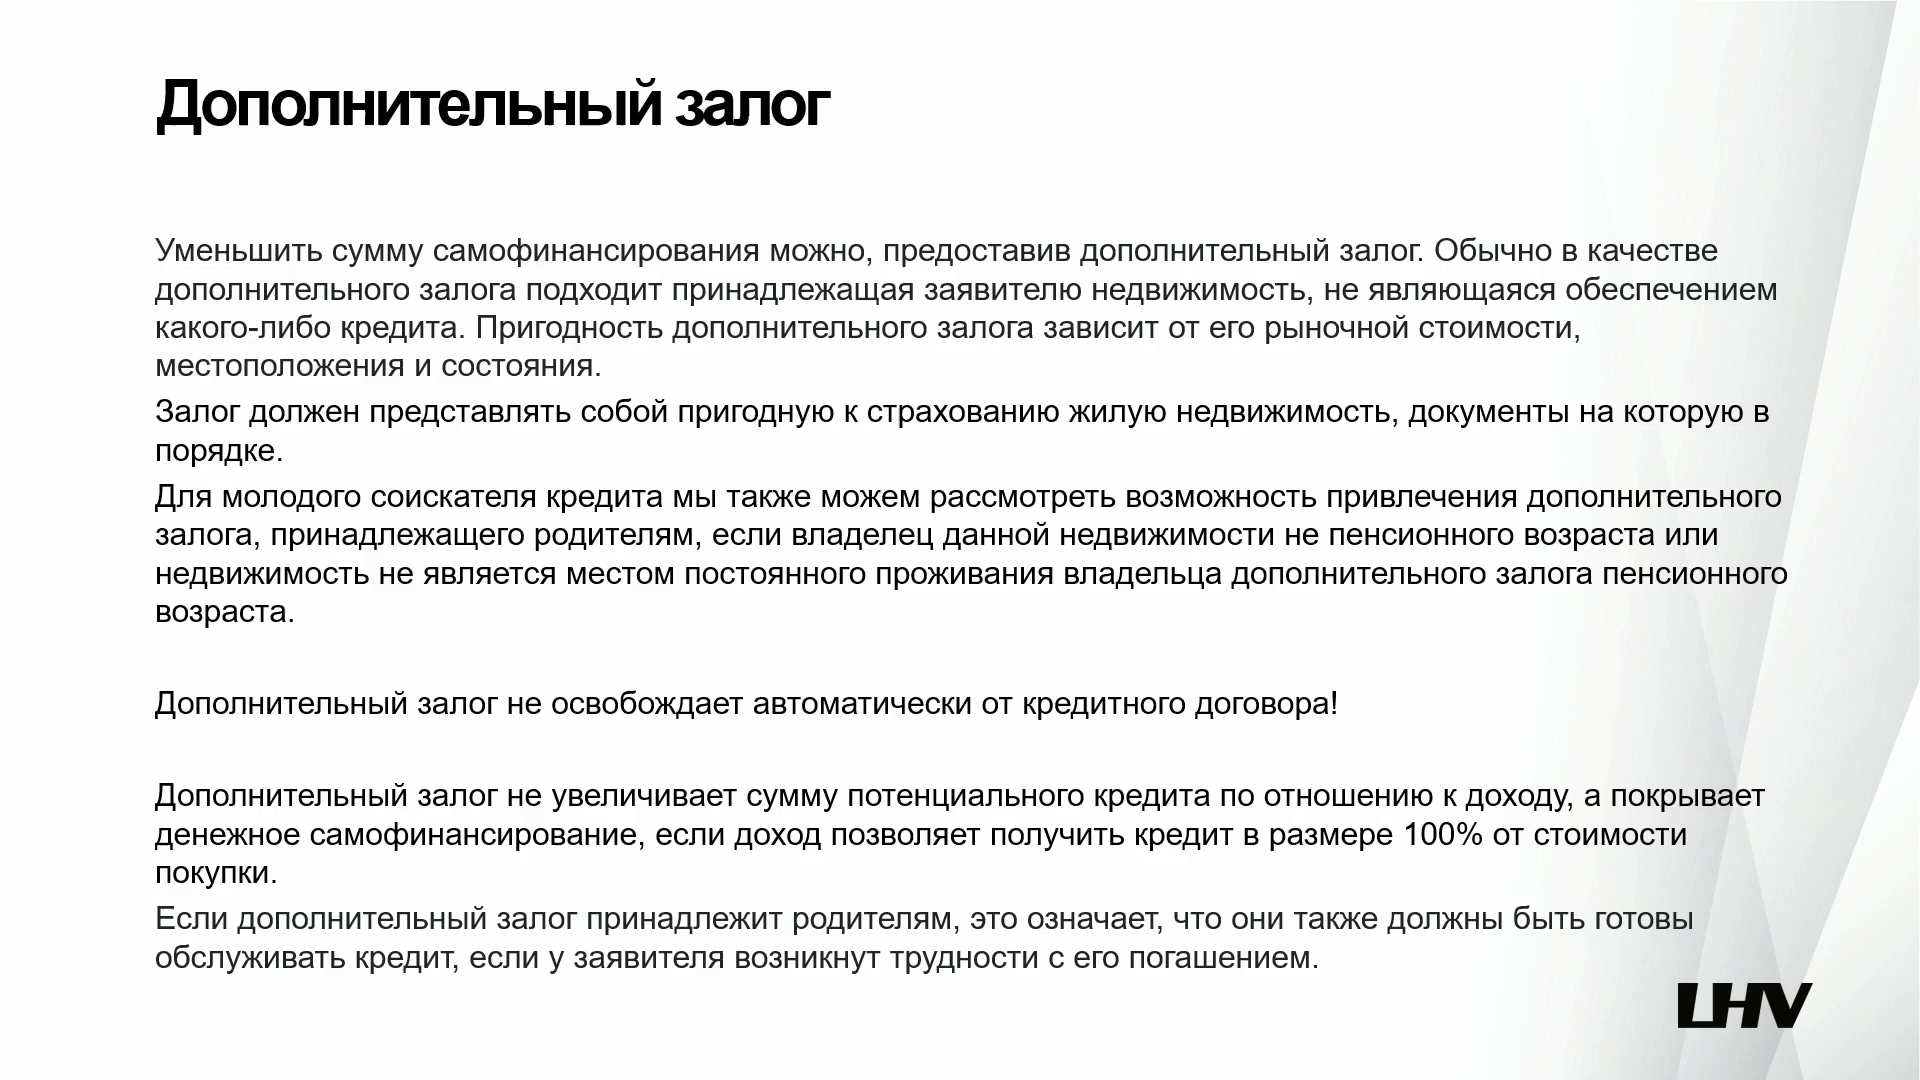 Дополнительный залог
Уменьшить сумму самофинансирования можно, предоставив дополнительный залог. Обычно в качестве
дополнительного залога подходит принадлежащая заявителю недвижимость, не являющаяся обеспечением
какого-либо кредита. Пригодность дополнительного залога зависит от его рыночной стоимости,
местоположения и состояния.
Залог должен представлять собой пригодную к страхованию жилую недвижимость, документы на которую в
порядке.
Для молодого соискателя кредита мы также можем рассмотреть возможность привлечения дополнительного
залога, принадлежащего родителям, если владелец данной недвижимости не пенсионного возраста или
недвижимость не является местом постоянного проживания владельца дополнительного залога пенсионного
возраста.
Дополнительный залог не освобождает автоматически от кредитного договора!
Дополнительный залог не увеличивает сумму потенциального кредита по отношению к доходу, а покрывает
денежное самофинансирование, если доход позволяет получить кредит в размере 100% от стоимости
покупки.
Если дополнительный залог принадлежит родителям, это означает, что они также должны быть готовы
обслуживать кредит, если у заявителя возникнут трудности с его погашением.
LHV